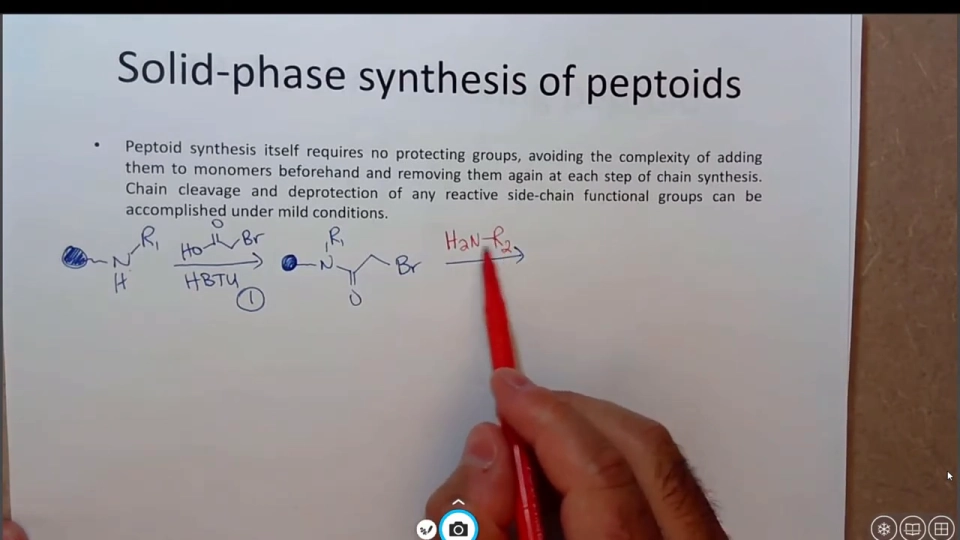 Solid-phase synthesis of peptoids
• Peptoid synthesis itself requires no protecting groups, avoiding the complexity of adding
them to monomers beforehand and removing them again at each step of chain synthesis.
Chain cleavage and deprotection of any reactive side-chain functional groups can be
accomplished under mild conditions.
R₁ O R₁ H₂N-R₂
N HO Br N Br
H HBTU O
①